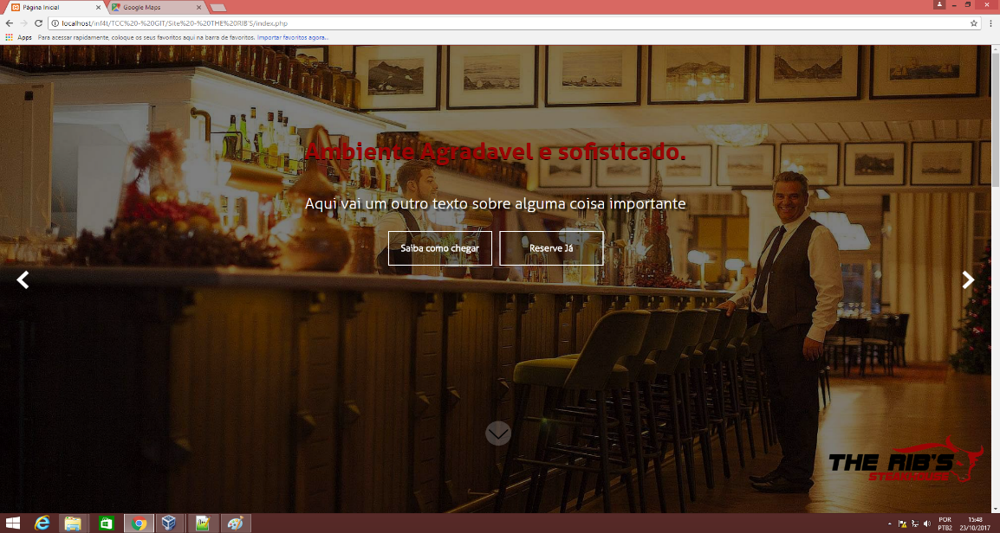 Página Inicial
Google Maps
localhost/inf4t/TCC%20-%20GIT/Site%20-%20THE%20RIB'S/index.php
Apps Para acessar rapidamente, coloque os seus favoritos aqui na barra de favoritos. Importar favoritos agora...
Ambiente Agradavel e sofisticado.
Aqui vai um outro texto sobre alguma coisa importante
Saiba como chegar
Reserve Já
THE RIB'S
STEAKHOUSE
POR
PTB2
15:48
23/10/2017